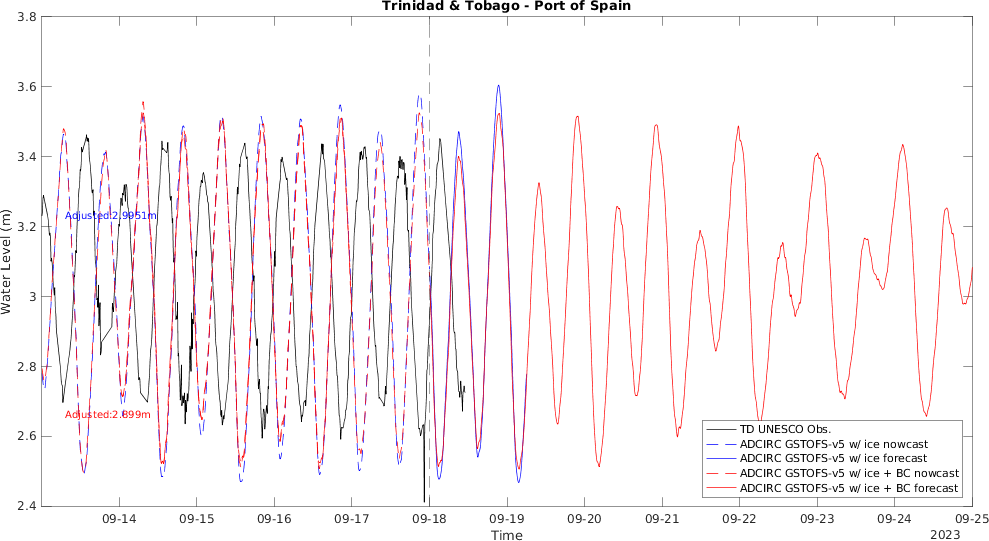 Trinidad & Tobago - Port of Spain
3.8
3.6
3.4
3.2
3
2.8
2.6
2.4
Water Level (m)
Adjusted:2.9951m
Adjusted:2.899m
TD UNESCO Obs.
ADCIRC GSTOFS-v5 w/ ice nowcast
ADCIRC GSTOFS-v5 w/ ice forecast
ADCIRC GSTOFS-v5 w/ ice + BC nowcast
ADCIRC GSTOFS-v5 w/ ice + BC forecast
09-14 09-15 09-16 09-17 09-18 09-19 09-20 09-21 09-22 09-23 09-24 09-25
Time
2023